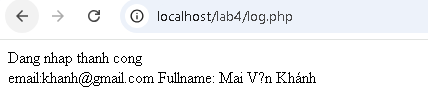 localhost/lab4/log.php
Dang nhap thanh cong
email:khanh@gmail.com Fullname: Mai V?n Khánh